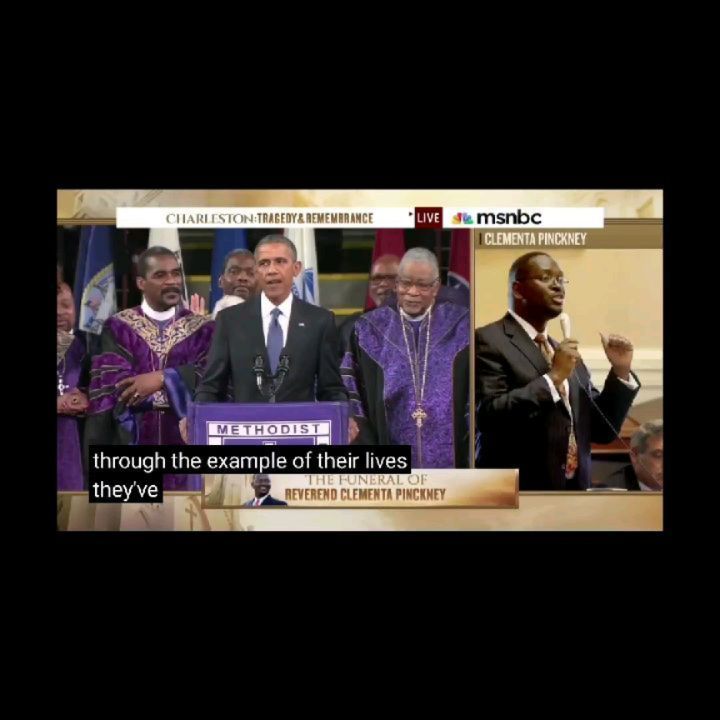 CHARLESTON: TRAGEDY & REMEMBRANCE
LIVE
msnbc
CLEMENTA PINCKNEY
METHODIST
through the example of their lives
they've
THE FUNERAL OF
REVEREND CLEMENTA PINCKNEY